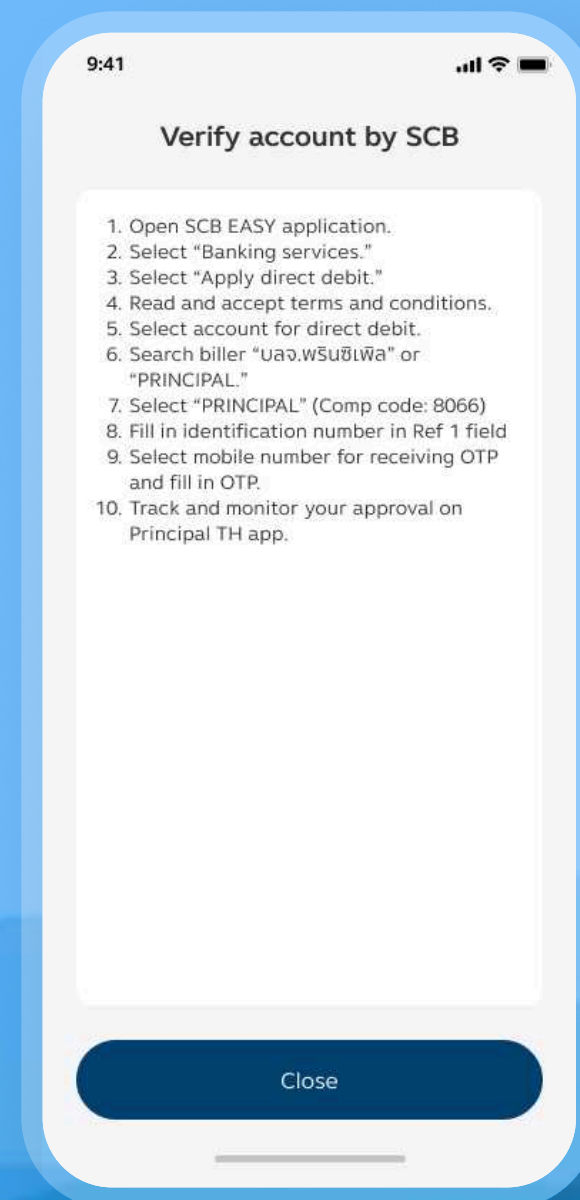 9:41
Verify account by SCB
1. Open SCB EASY application.
2. Select “Banking services.”
3. Select “Apply direct debit.”
4. Read and accept terms and conditions.
5. Select account for direct debit.
6. Search biller “บลจ.พรินซิเพิล” or
“PRINCIPAL.”
7. Select “PRINCIPAL” (Comp code: 8066)
8. Fill in identification number in Ref 1 field
9. Select mobile number for receiving OTP
and fill in OTP.
10. Track and monitor your approval on
Principal TH app.
Close